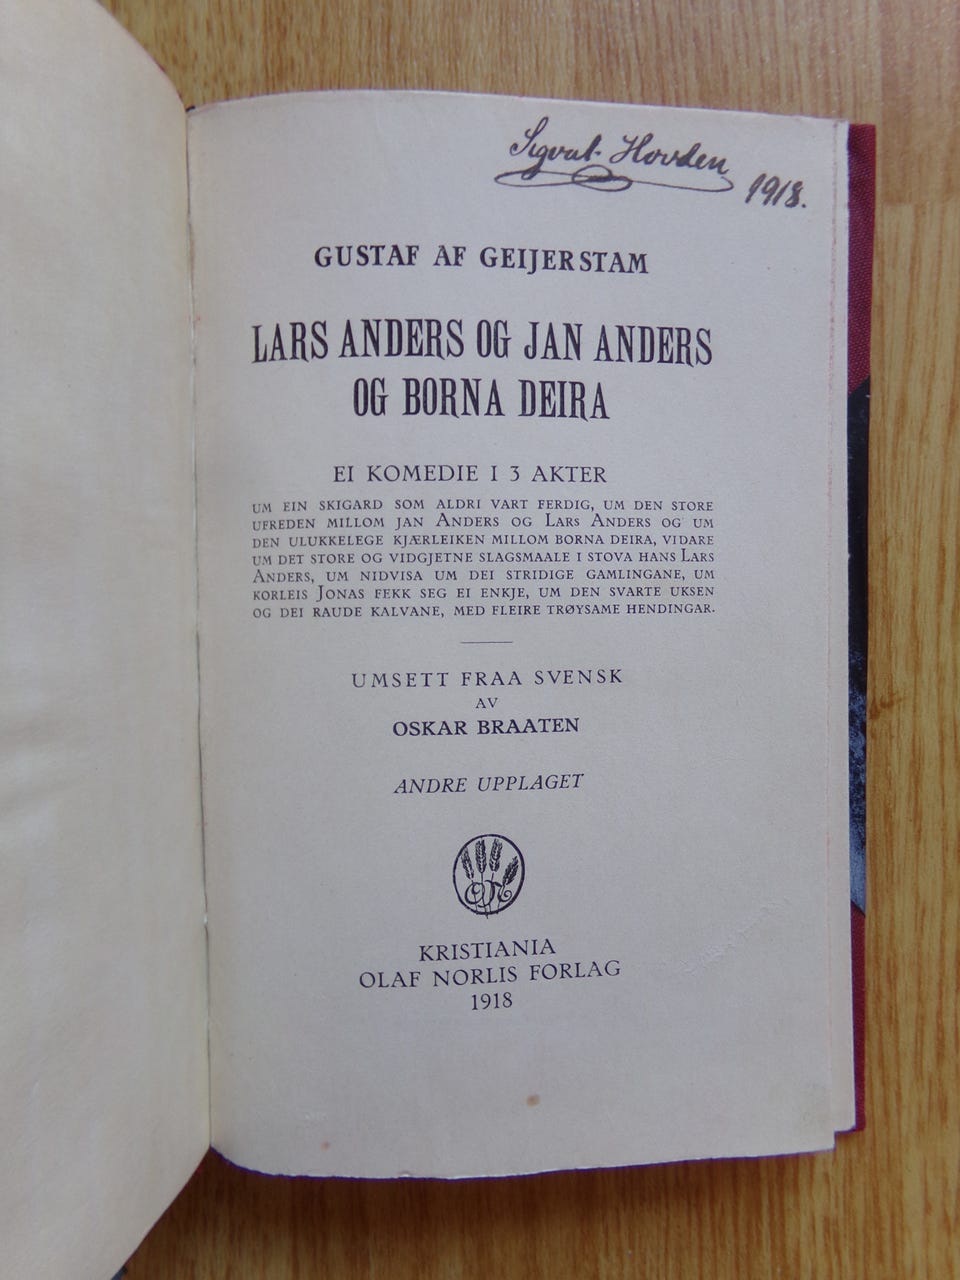 Sigvat Hovden
1918.
GUSTAF AF GEIJERSTAM
LARS ANDERS OG JAN ANDERS
OG BORNA DEIRA
EI KOMEDIE I 3 AKTER
UM EIN SKIGARD SOM ALDRI VART FERDIG, UM DEN STORE
UFREDEN MILLOM JAN ANDERS OG LARS ANDERS OG UM
DEN ULUKKELEGE KJÆRLEIKEN MILLOM BORNA DEIRA, VIDARE
UM DET STORE OG VIDGJETNE SLAGSMAALE I STOVA HANS LARS
ANDERS, UM NIDVISA UM DEI STRIDIGE GAMLINGANE, UM
KORLEIS JONAS FEKK SEG EI ENKJE, UM DEN SVARTE UKSEN
OG DEI RAUDE KALVANE, MED FLEIRE TRØYSAME HENDINGAR.
UMSETT FRAA SVENSK
AV
OSKAR BRAATEN
ANDRE UPPLAGET
KRISTIANIA
OLAF NORLIS FORLAG
1918